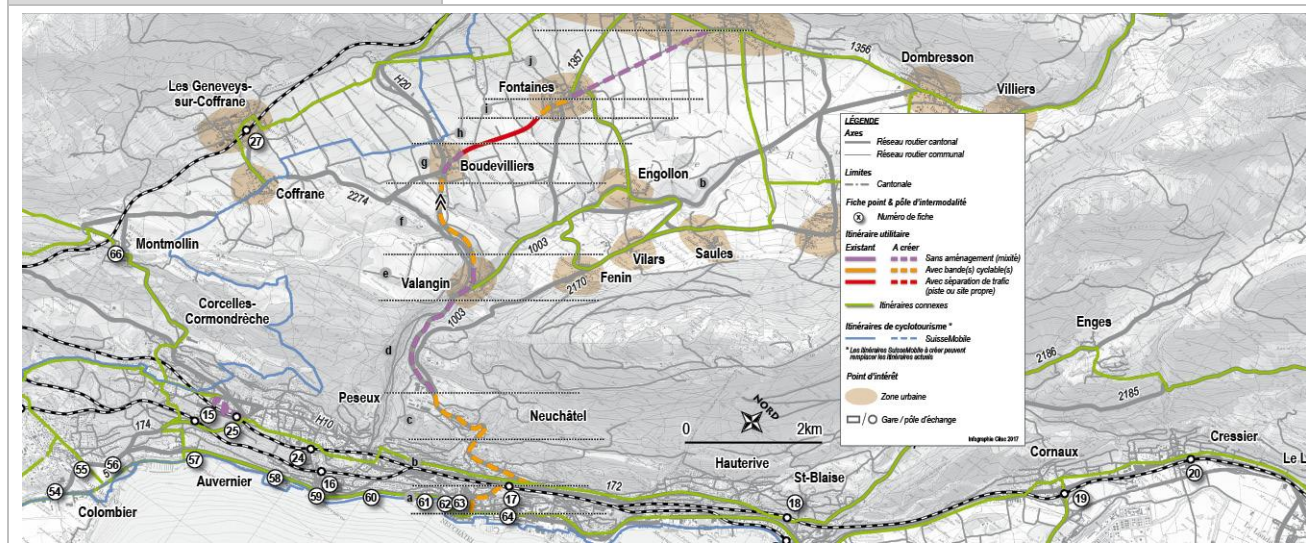 1356
Dombresson
j
1357
H20
Les Geneveys-
sur-Coffrane
Fontaines
Villiers
i
27
h
g
Boudevilliers
Engollon
b
Coffrane
2274
f
1003
Montmollin
66
Vilars
Saules
e
Valangin
Fenin
2170
1003
Corcelles-
Cormondrèche
d
Enges
2186
2185
Peseux
NORD
0
2km
Neuchâtel
c
15
25
H10
174
24
b
Hauterive
Cornaux
Cressier
Le L
55
56
57
Auvernier
58
16
59
60
a
61
62
63
17
64
172
St-Blaise
18
19
20
54
Colombier
LÉGENDE
Axes
Réseau routier cantonal
Réseau routier communal
Limites
Cantonale
Fiche point & pôle d'intermodalité
x Numéro de fiche
Itinéraire utilitaire
Existant A créer
Sans aménagement (mixité)
Avec bande(s) cyclable(s)
Avec séparation de trafic
(piste ou site propre)
Itinéraires connexes
Itinéraires de cyclotourisme *
SuisseMobile
* Les itinéraires SuisseMobile à créer peuvent
remplacer les itinéraires actuels
Point d'intérêt
Zone urbaine
/ Gare / pôle d'échange
Infographie Citec 2017